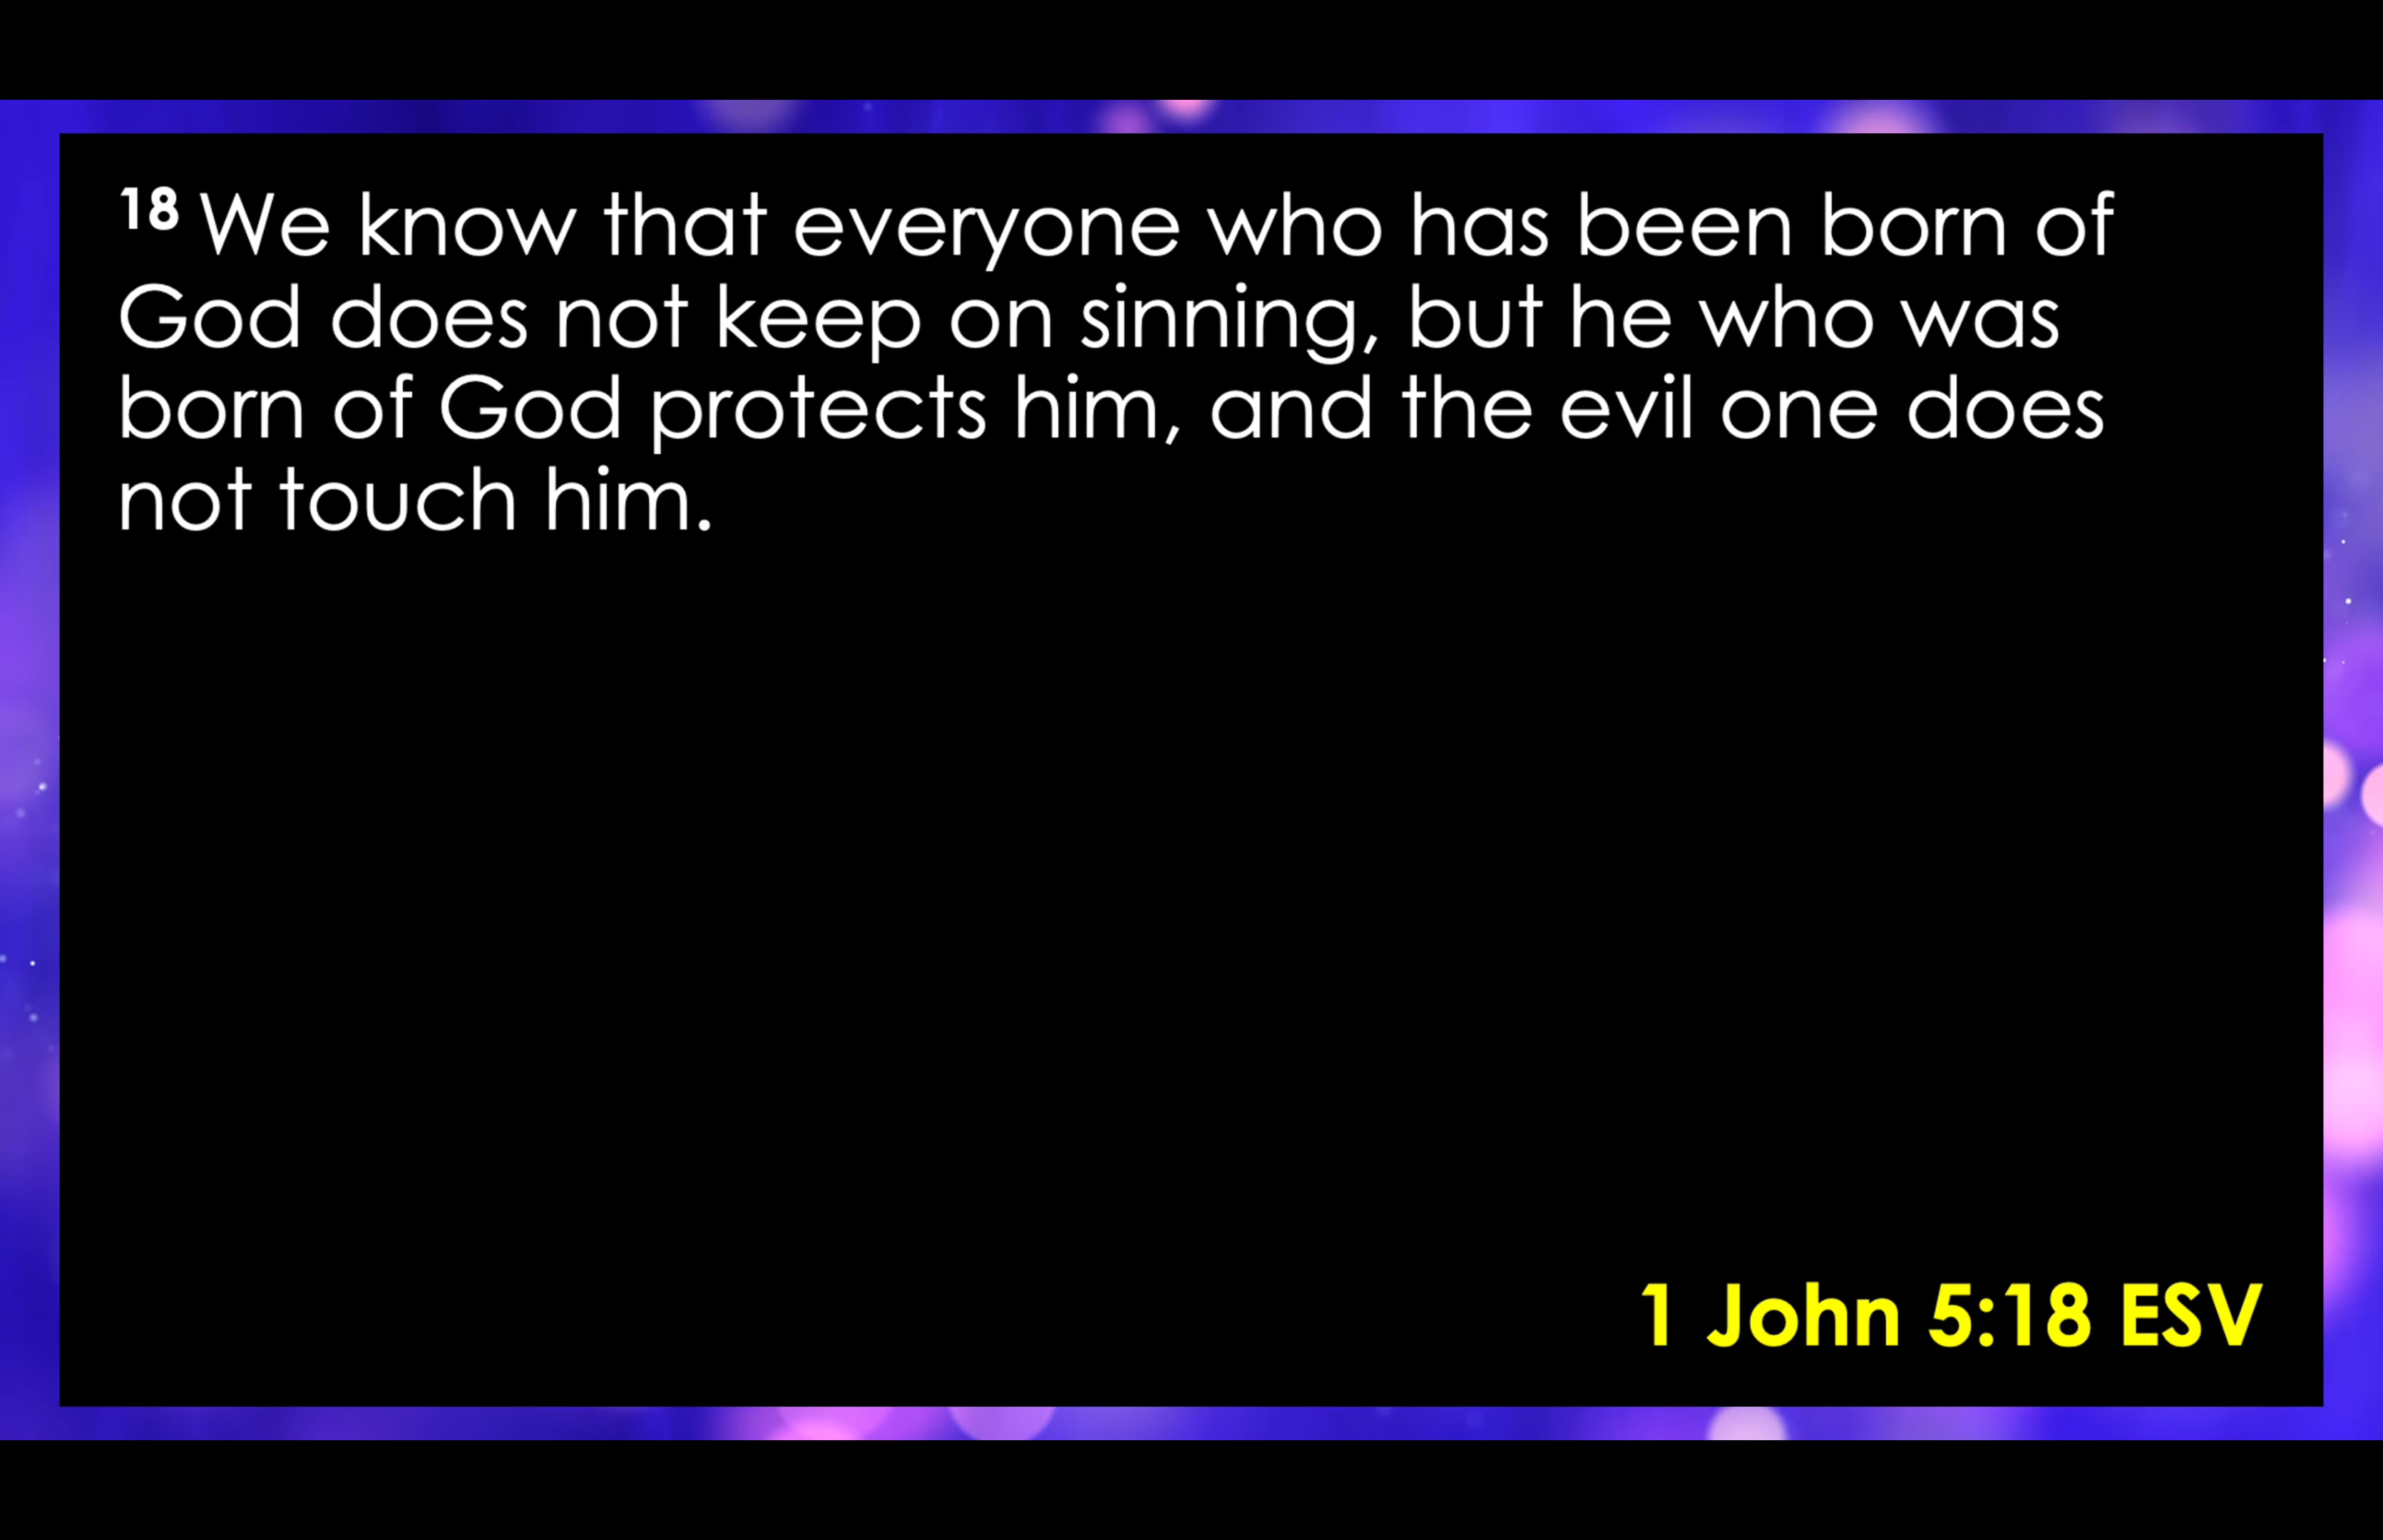 18 We know that everyone who has been born of
God does not keep on sinning, but he who was
born of God protects him, and the evil one does
not touch him.
1 John 5:18 ESV